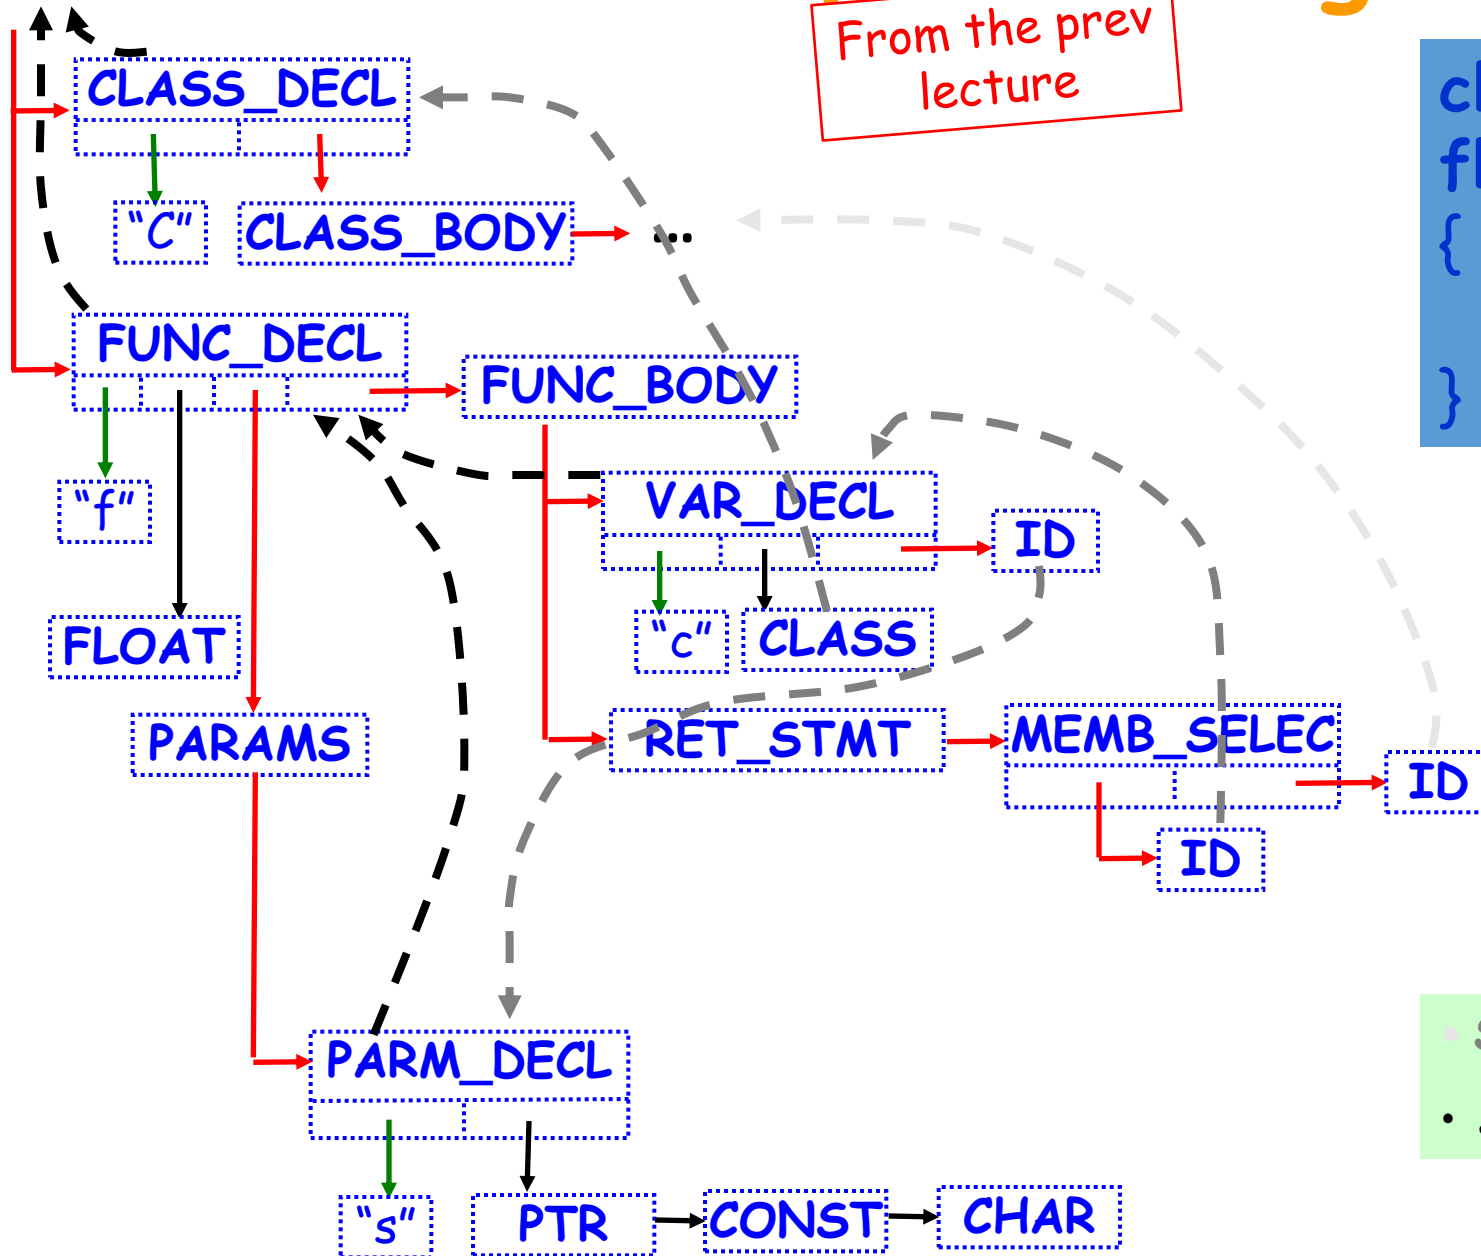 From the prev
lecture
CLASS_DECL
"C"
CLASS_BODY
...
FUNC_DECL
FUNC_BODY
"f"
VAR_DECL
ID
FLOAT
"c"
CLASS
PARAMS
RET_STMT
MEMB_SELEC
ID
ID
PARM_DECL
"s"
PTR
CONST
CHAR
{
}